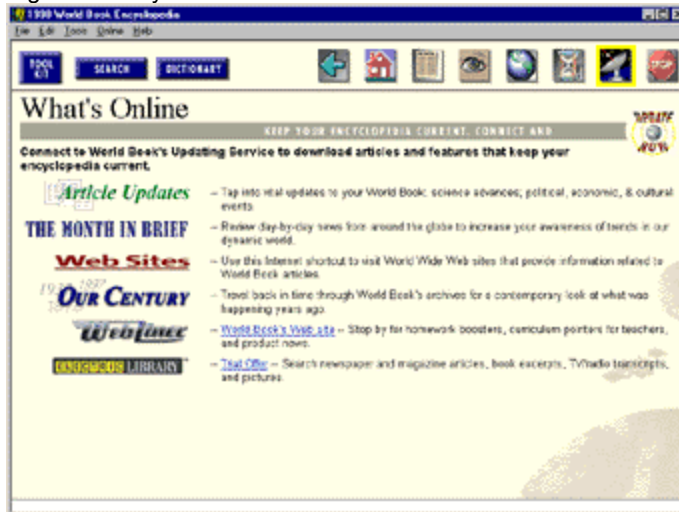 1998 World Book Encyclopedia
File Edit Tools Online Help
TOOL KIT SEARCH DICTIONARY STOP
What's Online
KEEP YOUR ENCYCLOPEDIA CURRENT. CONNECT AND
UPDATE NOW
Connect to World Book's Updating Service to download articles and features that keep your
encyclopedia current.
Article Updates – Tap into vital updates to your World Book: science advances; political, economic, & cultural
events.
THE MONTH IN BRIEF – Review day-by-day news from around the globe to increase your awareness of trends in our
dynamic world.
Web Sites – Use this Internet shortcut to visit World Wide Web sites that provide information related to
World Book articles.
OUR CENTURY – Travel back in time through World Book's archives for a contemporary look at what was
happening years ago.
– World Book's Web site – Stop by for homework boosters, curriculum pointers for teachers,
and product news.
ELECTRIC LIBRARY – Trial Offer – Search newspaper and magazine articles, book excerpts, TV/radio transcripts,
and pictures.